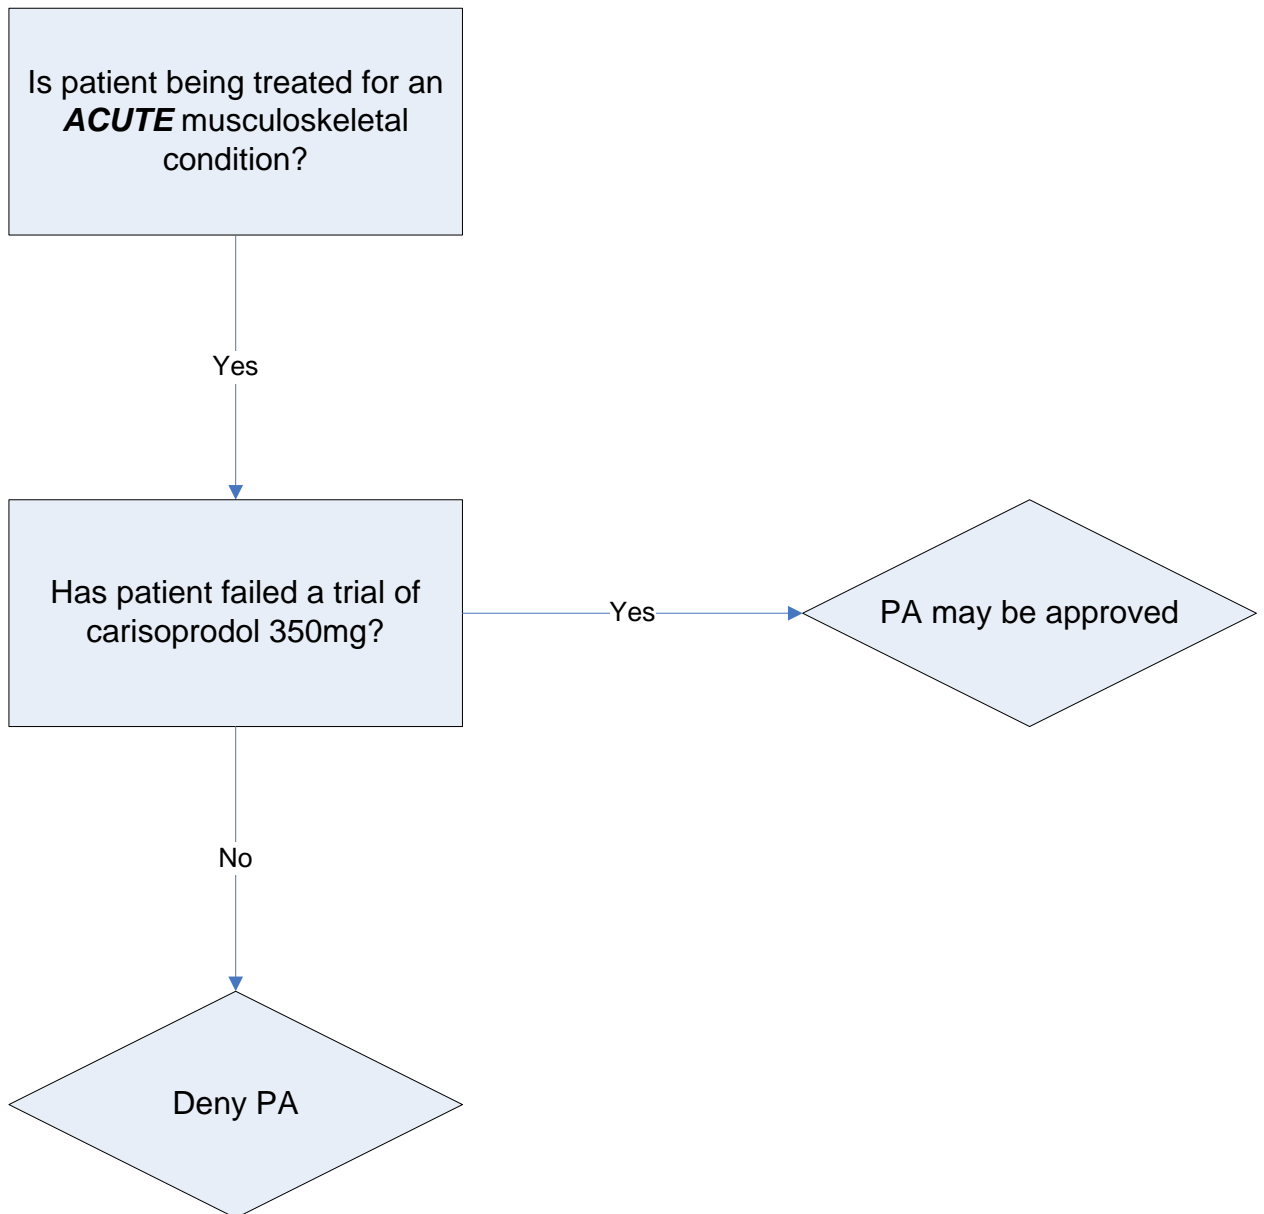 Is patient being treated for an
ACUTE musculoskeletal
condition?
Yes
Has patient failed a trial of
carisoprodol 350mg?
Yes
PA may be approved
No
Deny PA